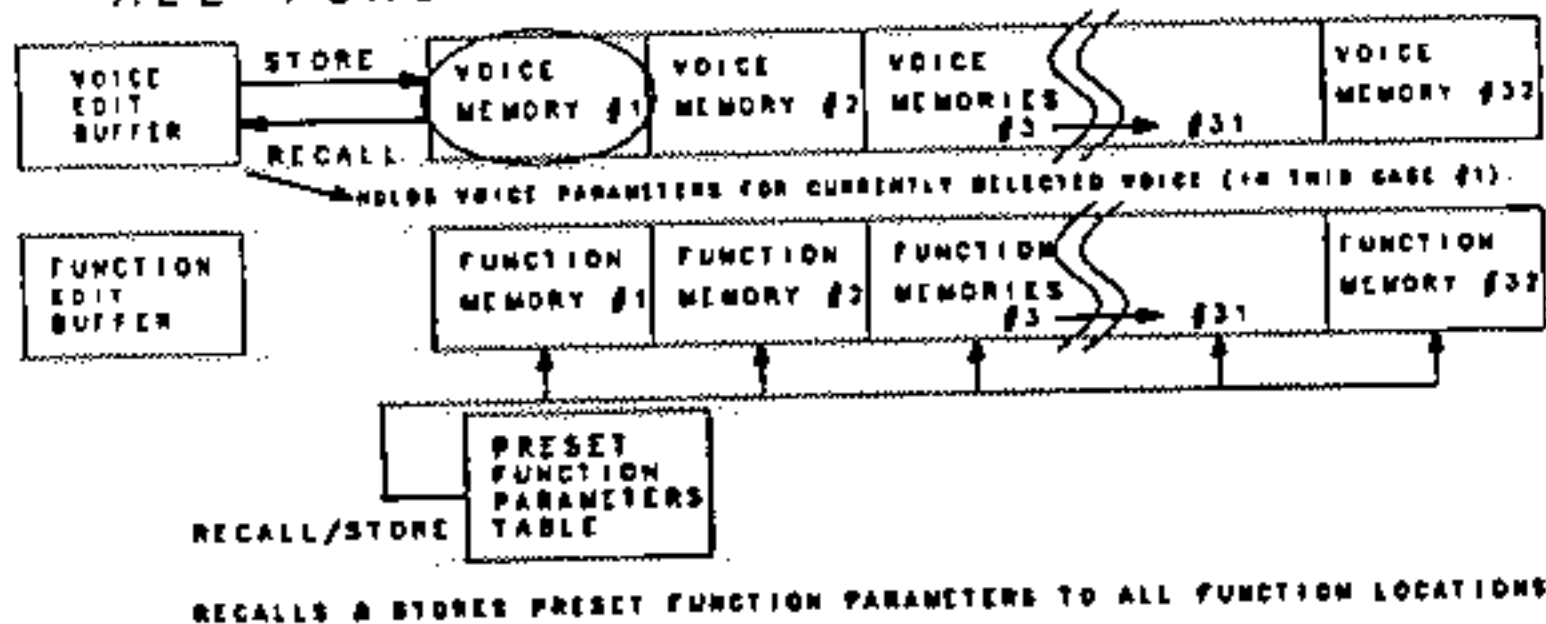 VOICE
EDIT
BUFFER
STORE
RECALL
VOICE
MEMORY #1
VOICE
MEMORY #2
VOICE
MEMORIES
#3
#31
VOICE
MEMORY #32
HOLDS VOICE PARAMETERS FOR CURRENTLY SELECTED VOICE (IN THIS CASE #1).
FUNCTION
EDIT
BUFFER
FUNCTION
MEMORY #1
FUNCTION
MEMORY #2
FUNCTION
MEMORIES
#3
#31
FUNCTION
MEMORY #32
PRESET
FUNCTION
PARAMETERS
TABLE
RECALL/STORE
RECALLS & STORES PRESET FUNCTION PARAMETERS TO ALL FUNCTION LOCATIONS